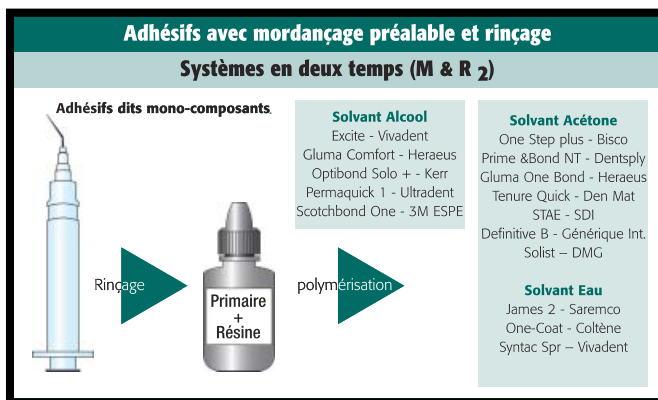 Adhésifs avec mordançage préalable et rinçage
Systèmes en deux temps (M & R 2)
Adhésifs dits mono-composants.
Rinçage
Primaire
+
Résine
polymérisation
Solvant Alcool
Excite - Vivadent
Gluma Comfort - Heraeus
Optibond Solo + - Kerr
Permaquick 1 - Ultradent
Scotchbond One - 3M ESPE
Solvant Acétone
One Step plus - Bisco
Prime &Bond NT - Dentsply
Gluma One Bond - Heraeus
Tenure Quick - Den Mat
STAE - SDI
Definitive B - Générique Int.
Solist – DMG
Solvant Eau
James 2 - Saremco
One-Coat - Coltène
Syntac Spr – Vivadent